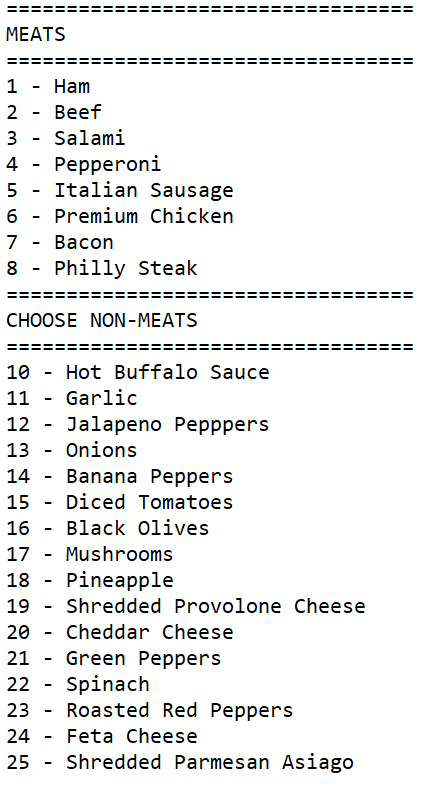 ==================================
MEATS
==================================
1 - Ham
2 - Beef
3 - Salami
4 - Pepperoni
5 - Italian Sausage
6 - Premium Chicken
7 - Bacon
8 - Philly Steak
==================================
CHOOSE NON-MEATS
==================================
10 - Hot Buffalo Sauce
11 - Garlic
12 - Jalapeno Pepppers
13 - Onions
14 - Banana Peppers
15 - Diced Tomatoes
16 - Black Olives
17 - Mushrooms
18 - Pineapple
19 - Shredded Provolone Cheese
20 - Cheddar Cheese
21 - Green Peppers
22 - Spinach
23 - Roasted Red Peppers
24 - Feta Cheese
25 - Shredded Parmesan Asiago